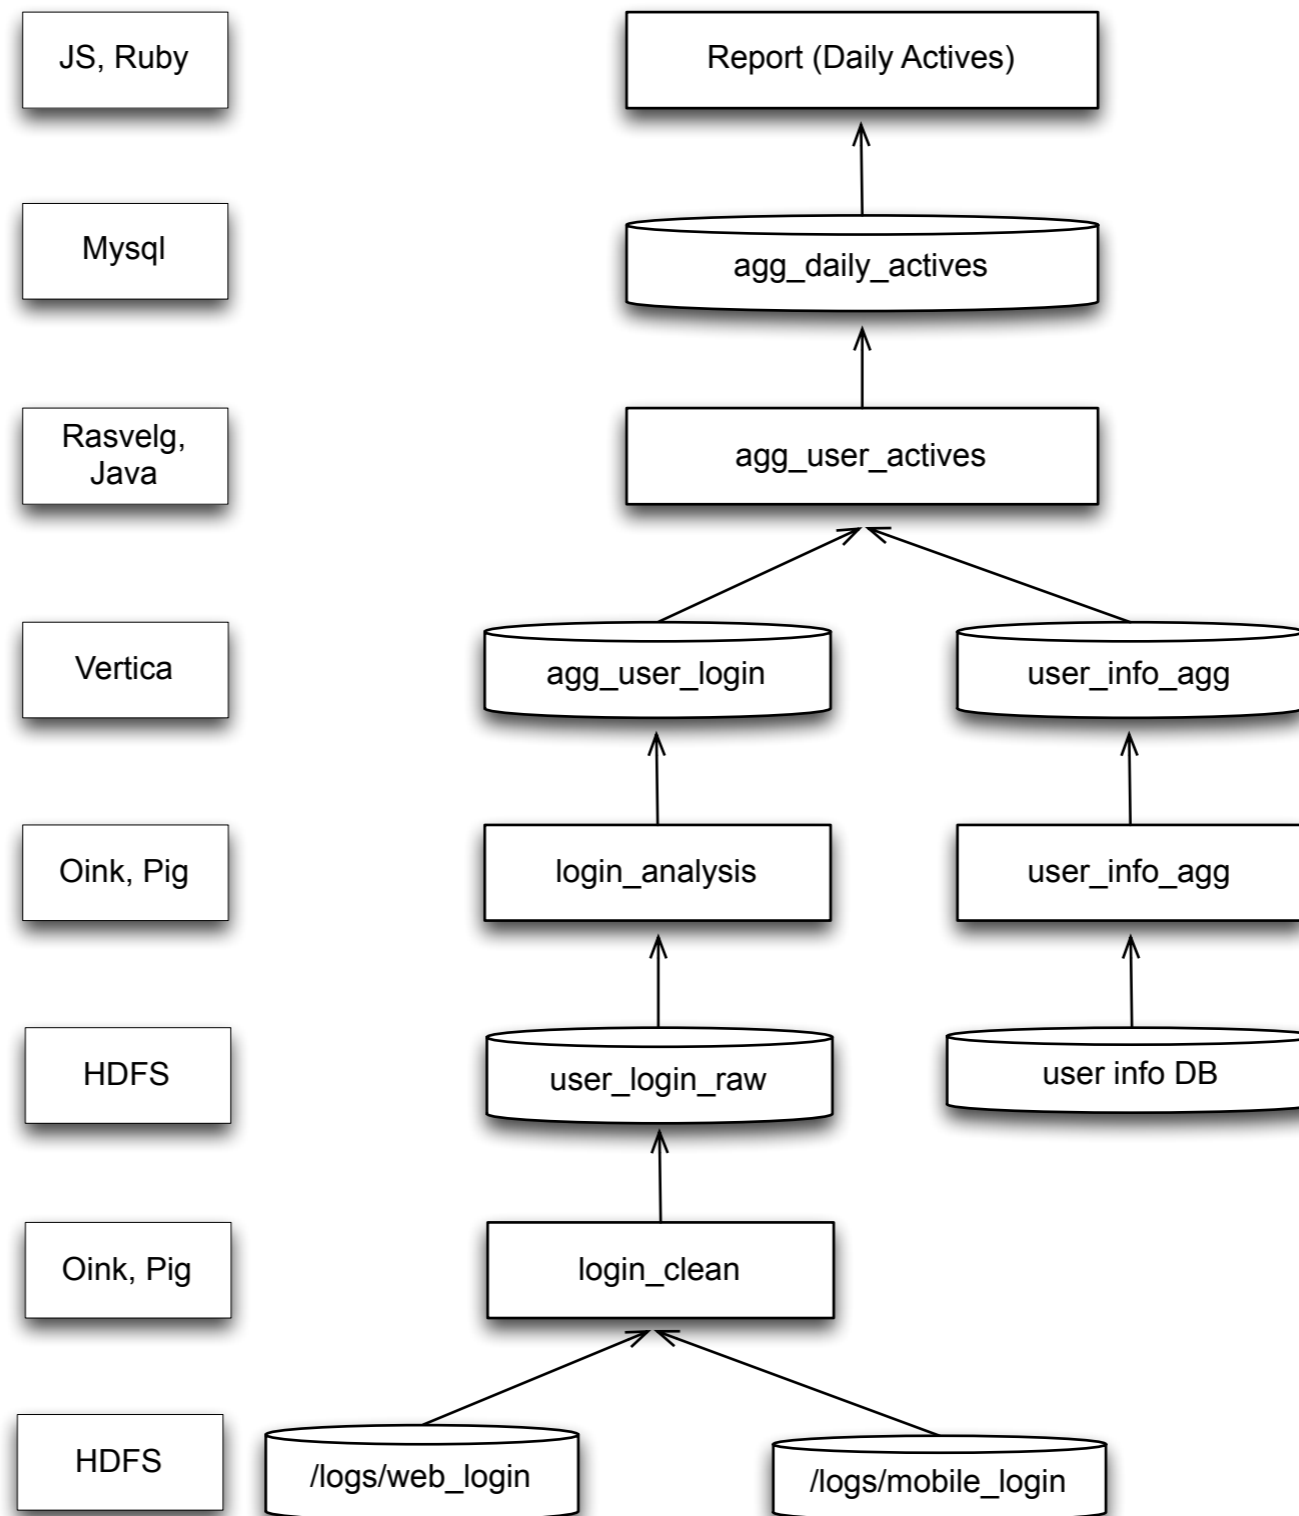 JS, Ruby
Report (Daily Actives)
Mysql
agg_daily_actives
Rasvelg,
Java
agg_user_actives
Vertica
agg_user_login
user_info_agg
Oink, Pig
login_analysis
user_info_agg
HDFS
user_login_raw
user info DB
Oink, Pig
login_clean
HDFS
/logs/web_login
/logs/mobile_login